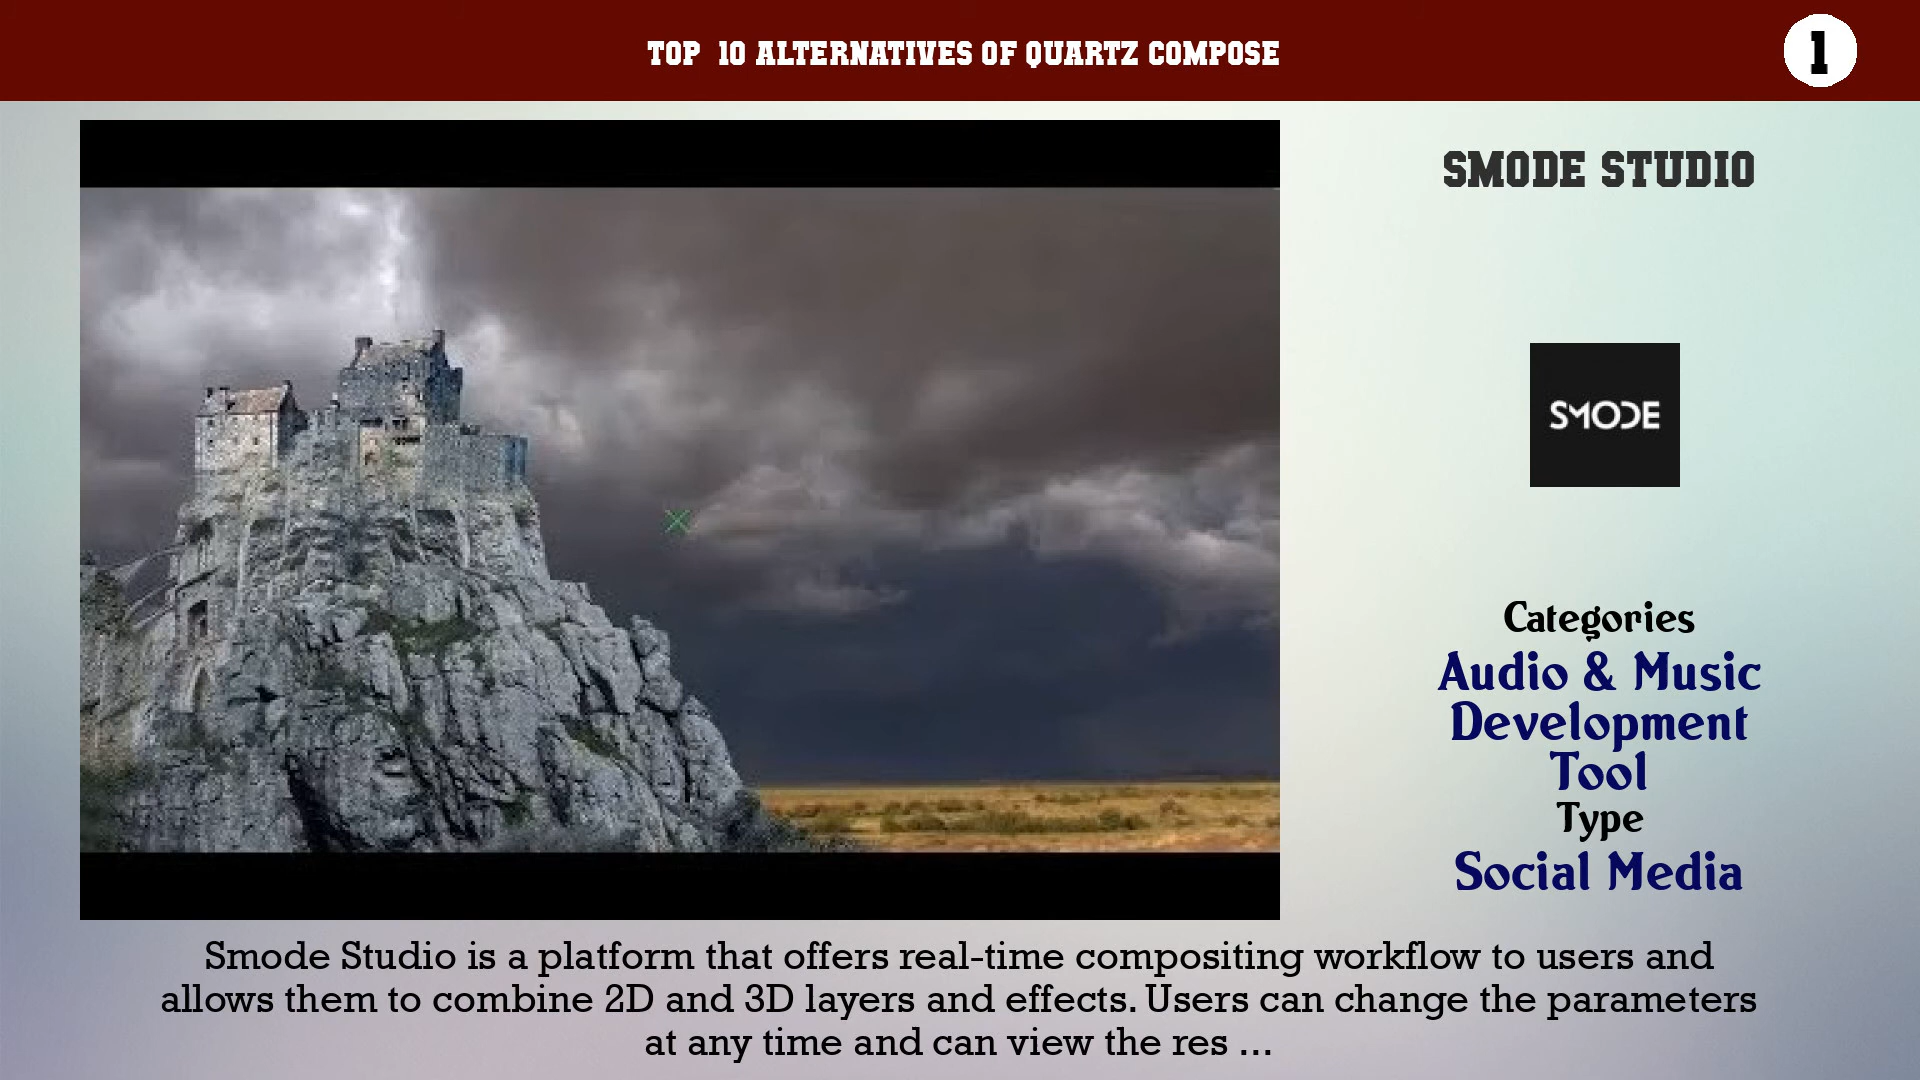 TOP 10 ALTERNATIVES OF QUARTZ COMPOSE
1
SMODE STUDIO
SMODE
Categories
Audio & Music
Development
Tool
Type
Social Media
Smode Studio is a platform that offers real-time compositing workflow to users and
allows them to combine 2D and 3D layers and effects. Users can change the parameters
at any time and can view the res ...